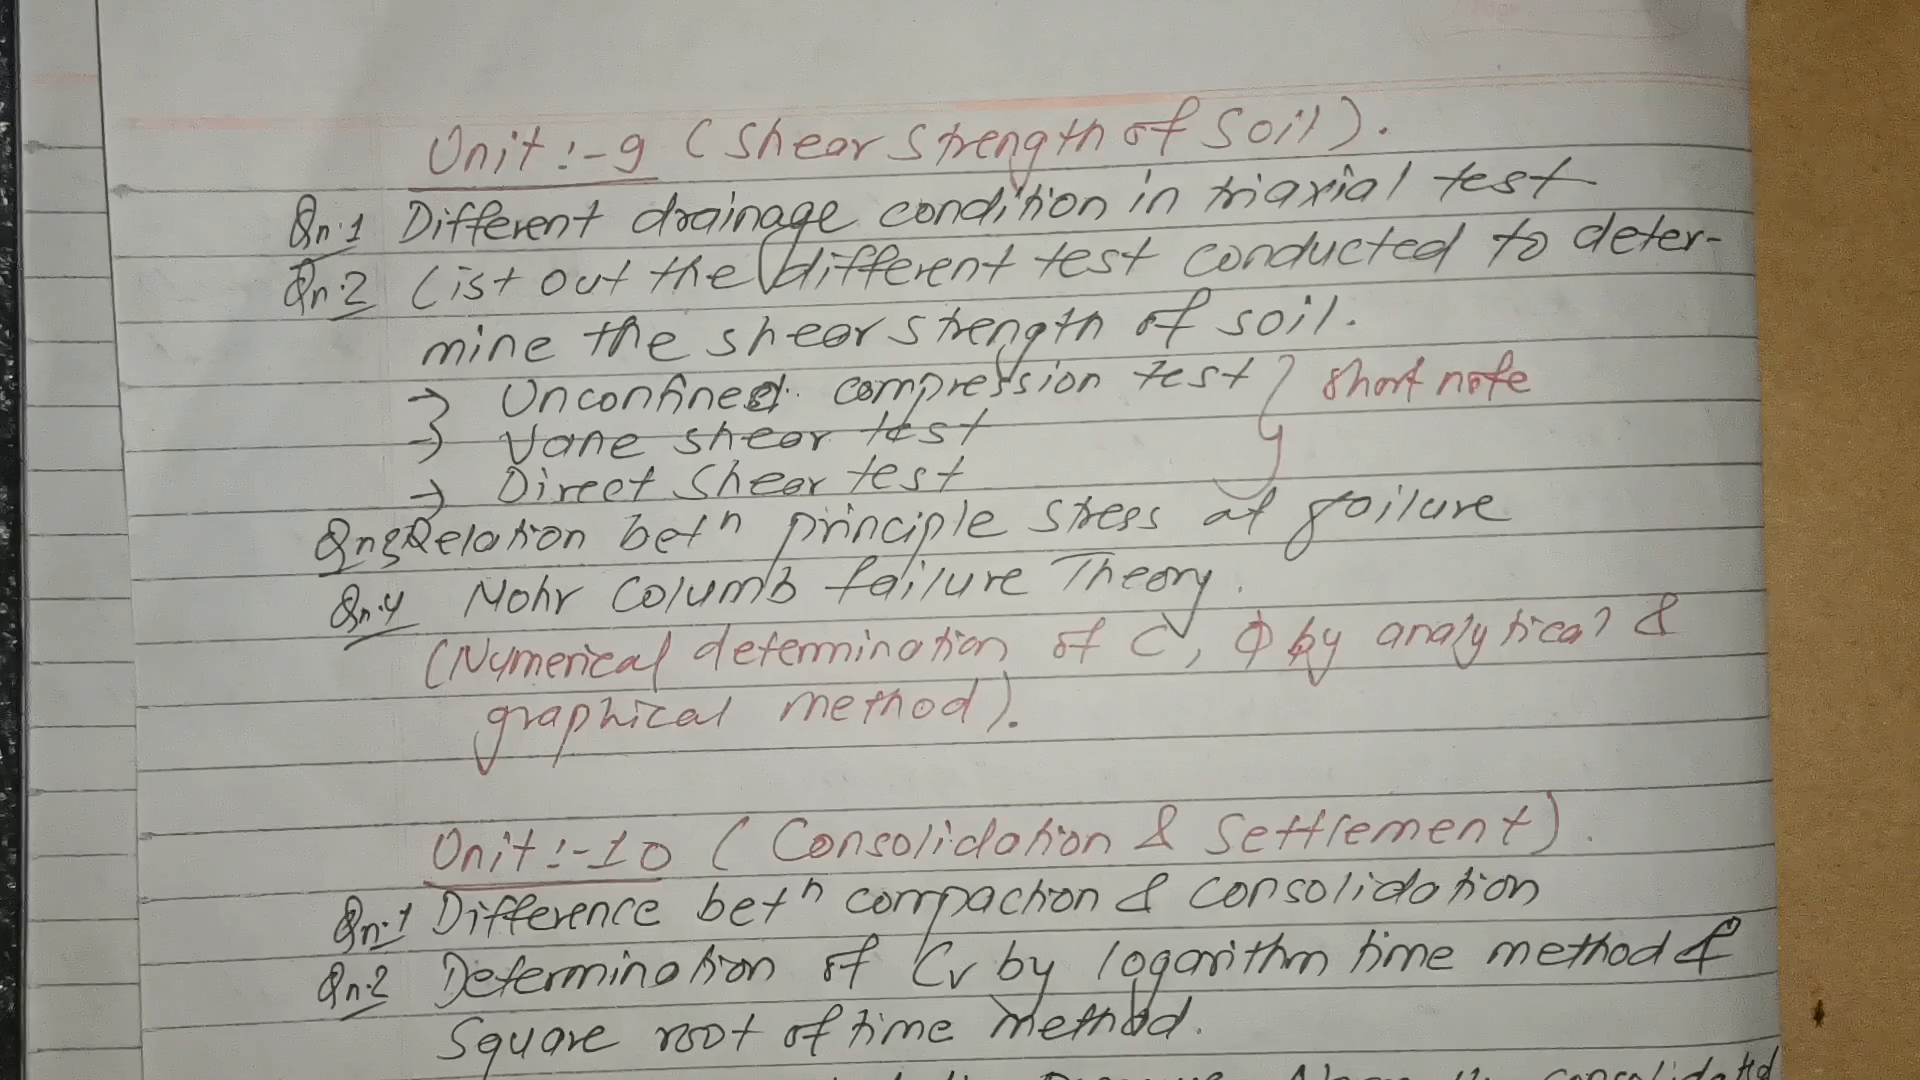 Unit :- 9 (Shear Strength of Soil).
Qn.1 Different drainage condition in triaxial test
Qn.2 List out the different test conducted to deter-
mine the shear strength of soil.
→ Unconfined compression test } short note
→ Vane shear test
→ Direct Shear test
Qn3 Relation betn principle stress at failure
Qn.4 Mohr Columb failure Theory.
(Numerical determination of C, Φ by analytical &
graphical method).
Unit :- 10 (Consolidation & Settlement).
Qn.1 Difference betn compaction & consolidation
Qn.2 Determination of Cv by logarithm time method &
Square root of time method.
consolidated